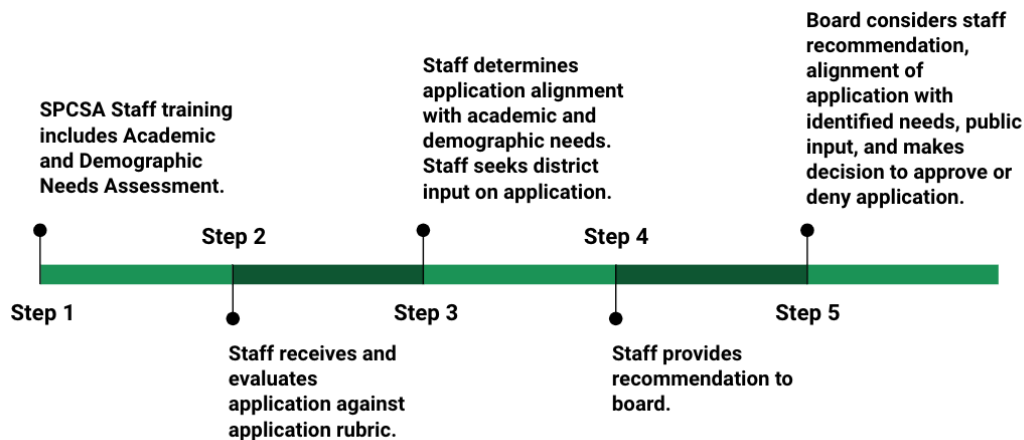 Step 1
SPCSA Staff training
includes Academic
and Demographic
Needs Assessment.
Step 2
Staff receives and
evaluates
application against
application rubric.
Step 3
Staff determines
application alignment
with academic and
demographic needs.
Staff seeks district
input on application.
Step 4
Staff provides
recommendation to
board.
Step 5
Board considers staff
recommendation,
alignment of
application with
identified needs, public
input, and makes
decision to approve or
deny application.